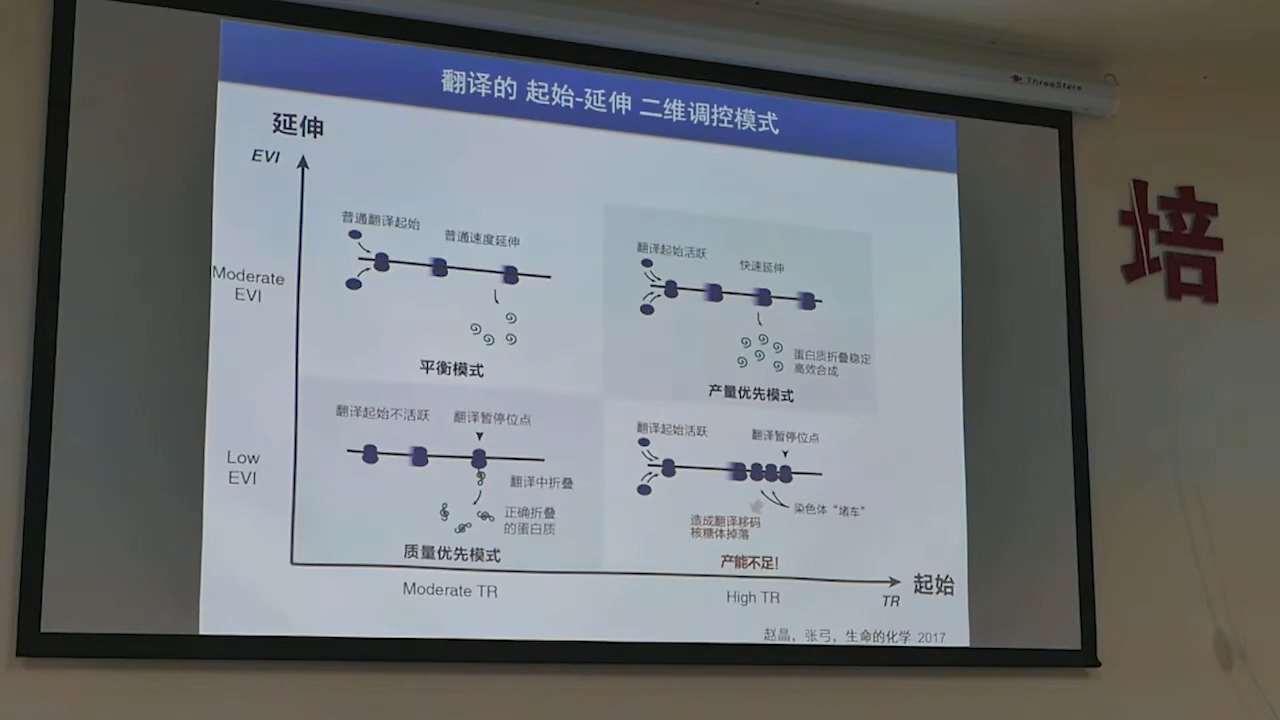 ThreeStars
翻译的 起始-延伸 二维调控模式
培
延伸
EVI
普通翻译起始
普通速度延伸
翻译起始活跃
快速延伸
Moderate
EVI
蛋白质折叠稳定
高效合成
平衡模式
产量优先模式
翻译起始不活跃
翻译暂停位点
翻译起始活跃
翻译暂停位点
Low
EVI
翻译中折叠
正确折叠
的蛋白质
染色体“堵车”
造成翻译移码
核糖体掉落
质量优先模式
产能不足!
起始
Moderate TR
High TR
TR
赵晶，张弓，生命的化学 2017